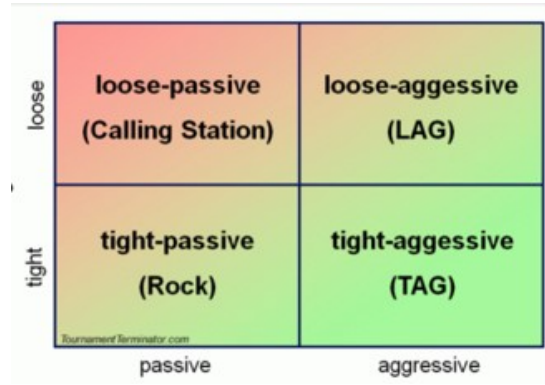 loose
loose-passive
(Calling Station)
loose-aggessive
(LAG)
tight
tight-passive
(Rock)
tight-aggessive
(TAG)
TournamentTerminator.com
passive
aggressive